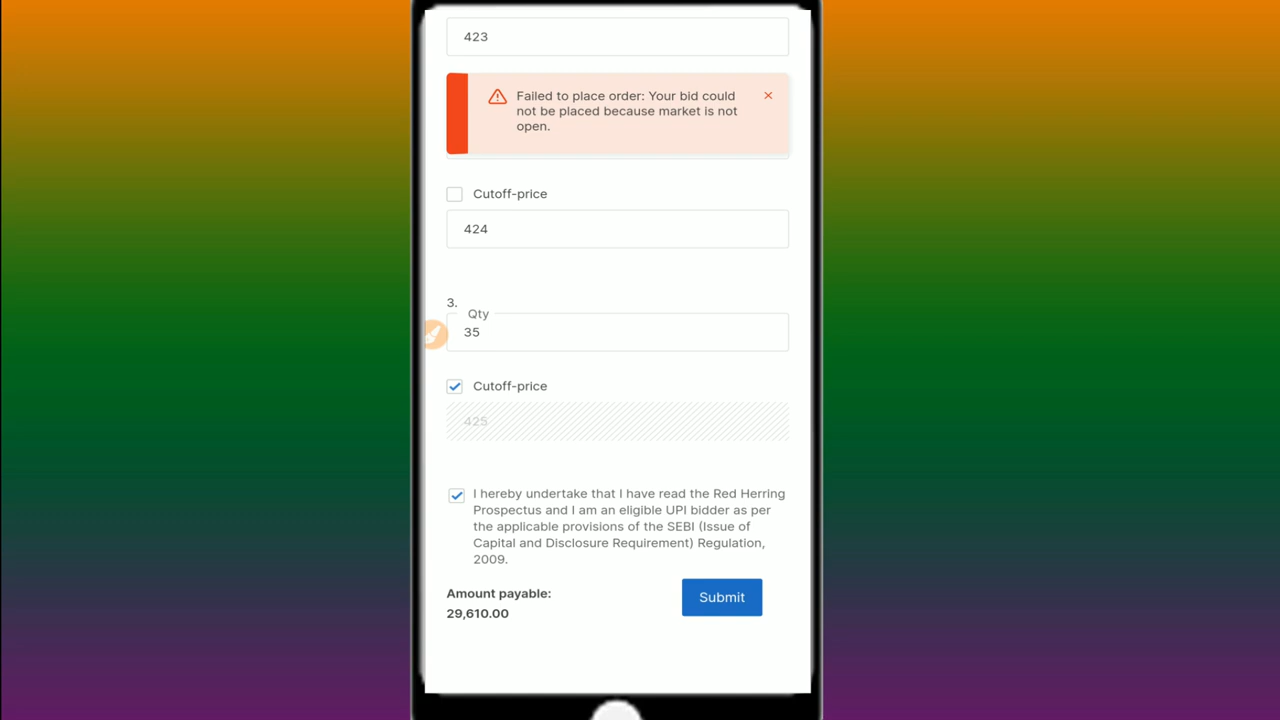 423
Failed to place order: Your bid could
not be placed because market is not
open.
Cutoff-price
424
3.
Qty
35
Cutoff-price
425
I hereby undertake that I have read the Red Herring
Prospectus and I am an eligible UPI bidder as per
the applicable provisions of the SEBI (Issue of
Capital and Disclosure Requirement) Regulation,
2009.
Amount payable:
29,610.00
Submit